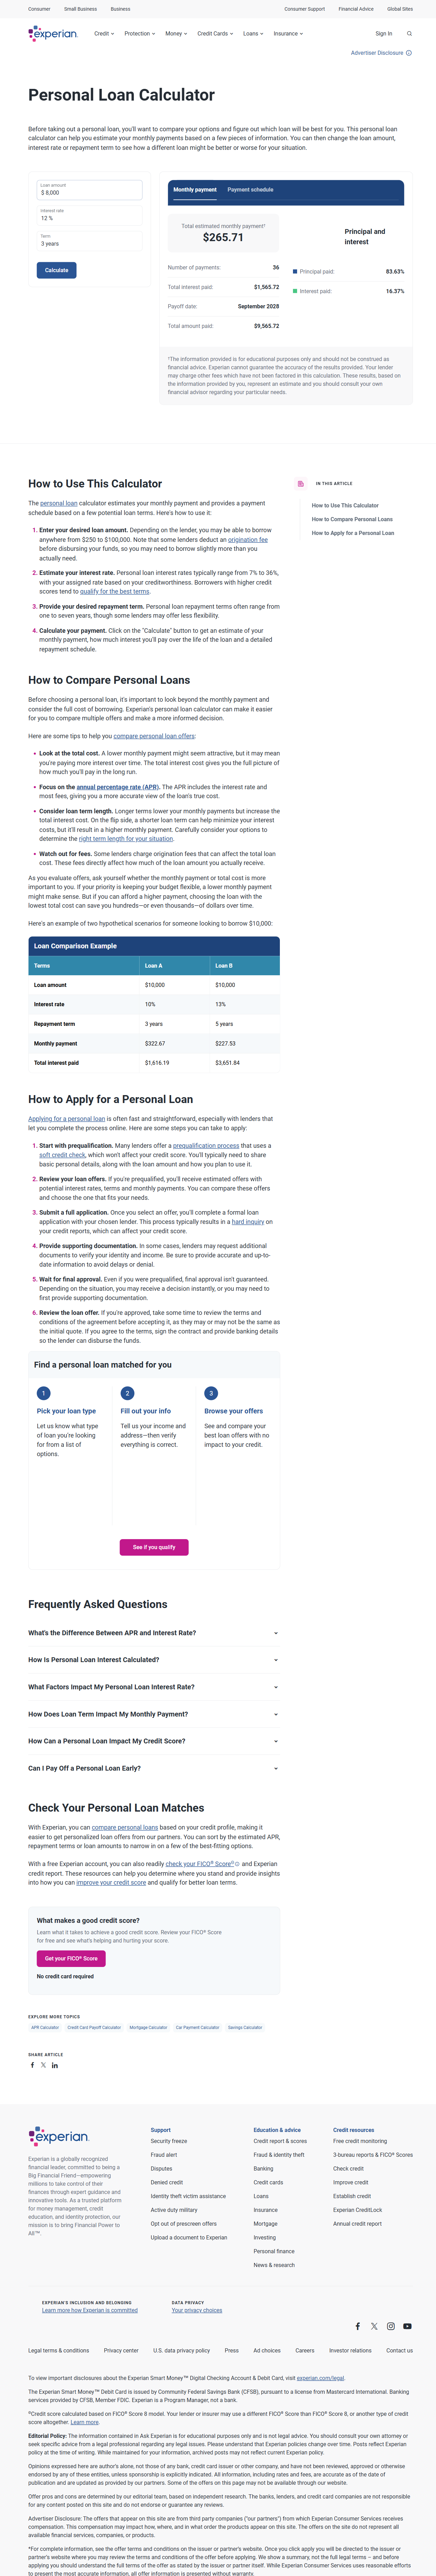 Consumer Small Business Business Consumer Support Financial Advice Global Sites
experian. Credit Protection Money Credit Cards Loans Insurance Sign In
Advertiser Disclosure
Personal Loan Calculator
Before taking out a personal loan, you'll want to compare your options and figure out which loan will be best for you. This personal loan
calculator can help you estimate your monthly payments based on a few pieces of information. You can then change the loan amount,
interest rate or repayment term to see how a different loan might be better or worse for your situation.
Loan amount
$ 8,000
Interest rate
12 %
Term
3 years
Calculate
Monthly payment Payment schedule
Total estimated monthly payment†
$265.71
Number of payments: 36
Total interest paid: $1,565.72
Payoff date: September 2028
Total amount paid: $9,565.72
Principal and
interest
Principal paid: 83.63%
Interest paid: 16.37%
†The information provided is for educational purposes only and should not be construed as
financial advice. Experian cannot guarantee the accuracy of the results provided. Your lender
may charge other fees which have not been factored in this calculation. These results, based on
the information provided by you, represent an estimate and you should consult your own
financial advisor regarding your particular needs.
How to Use This Calculator
The personal loan calculator estimates your monthly payment and provides a payment
schedule based on a few potential loan terms. Here's how to use it:
1. Enter your desired loan amount. Depending on the lender, you may be able to borrow
anywhere from $250 to $100,000. Note that some lenders deduct an origination fee
before disbursing your funds, so you may need to borrow slightly more than you
actually need.
2. Estimate your interest rate. Personal loan interest rates typically range from 7% to 36%,
with your assigned rate based on your creditworthiness. Borrowers with higher credit
scores tend to qualify for the best terms.
3. Provide your desired repayment term. Personal loan repayment terms often range from
one to seven years, though some lenders may offer less flexibility.
4. Calculate your payment. Click on the "Calculate" button to get an estimate of your
monthly payment, how much interest you'll pay over the life of the loan and a detailed
repayment schedule.
IN THIS ARTICLE
How to Use This Calculator
How to Compare Personal Loans
How to Apply for a Personal Loan
How to Compare Personal Loans
Before choosing a personal loan, it's important to look beyond the monthly payment and
consider the full cost of borrowing. Experian's personal loan calculator can make it easier
for you to compare multiple offers and make a more informed decision.
Here are some tips to help you compare personal loan offers:
Look at the total cost. A lower monthly payment might seem attractive, but it may mean
you're paying more interest over time. The total interest cost gives you the full picture of
how much you'll pay in the long run.
Focus on the annual percentage rate (APR). The APR includes the interest rate and
most fees, giving you a more accurate view of the loan's true cost.
Consider loan term length. Longer terms lower your monthly payments but increase the
total interest cost. On the flip side, a shorter loan term can help minimize your interest
costs, but it'll result in a higher monthly payment. Carefully consider your options to
determine the right term length for your situation.
Watch out for fees. Some lenders charge origination fees that can affect the total loan
cost. These fees directly affect how much of the loan amount you actually receive.
As you evaluate offers, ask yourself whether the monthly payment or total cost is more
important to you. If your priority is keeping your budget flexible, a lower monthly payment
might make sense. But if you can afford a higher payment, choosing the loan with the
lowest total cost can save you hundreds—or even thousands—of dollars over time.
Here's an example of two hypothetical scenarios for someone looking to borrow $10,000:
Loan Comparison Example
Terms Loan A Loan B
Loan amount $10,000 $10,000
Interest rate 10% 13%
Repayment term 3 years 5 years
Monthly payment $322.67 $227.53
Total interest paid $1,616.19 $3,651.84
How to Apply for a Personal Loan
Applying for a personal loan is often fast and straightforward, especially with lenders that
let you complete the process online. Here are some steps you can take to apply:
1. Start with prequalification. Many lenders offer a prequalification process that uses a
soft credit check, which won't affect your credit score. You'll typically need to share
basic personal details, along with the loan amount and how you plan to use it.
2. Review your loan offers. If you're prequalified, you'll receive estimated offers with
potential interest rates, terms and monthly payments. You can compare these offers
and choose the one that fits your needs.
3. Submit a full application. Once you select an offer, you'll complete a formal loan
application with your chosen lender. This process typically results in a hard inquiry on
your credit reports, which can affect your credit score.
4. Provide supporting documentation. In some cases, lenders may request additional
documents to verify your identity and income. Be sure to provide accurate and up-to-
date information to avoid delays or denial.
5. Wait for final approval. Even if you were prequalified, final approval isn't guaranteed.
Depending on the situation, you may receive a decision instantly, or you may need to
first provide supporting documentation.
6. Review the loan offer. If you're approved, take some time to review the terms and
conditions of the agreement before accepting it, as they may or may not be the same as
the initial quote. If you agree to the terms, sign the contract and provide banking details
so the lender can disburse the funds.
Find a personal loan matched for you
1 2 3
Pick your loan type Fill out your info Browse your offers
Let us know what type
of loan you're looking
for from a list of
options.
Tell us your income and
address—then verify
everything is correct.
See and compare your
best loan offers with no
impact to your credit.
See if you qualify
Frequently Asked Questions
What's the Difference Between APR and Interest Rate?
How Is Personal Loan Interest Calculated?
What Factors Impact My Personal Loan Interest Rate?
How Does Loan Term Impact My Monthly Payment?
How Can a Personal Loan Impact My Credit Score?
Can I Pay Off a Personal Loan Early?
Check Your Personal Loan Matches
With Experian, you can compare personal loans based on your credit profile, making it
easier to get personalized loan offers from our partners. You can sort by the estimated APR,
repayment terms or loan amounts to narrow in on a few of the best-fitting options.
With a free Experian account, you can also readily check your FICO® Score and Experian
credit report. These resources can help you determine where you stand and provide insights
into how you can improve your credit score and qualify for better loan terms.
What makes a good credit score?
Learn what it takes to achieve a good credit score. Review your FICO® Score
for free and see what's helping and hurting your score.
Get your FICO® Score
No credit card required
EXPLORE MORE TOPICS
APR Calculator Credit Card Payoff Calculator Mortgage Calculator Car Payment Calculator Savings Calculator
SHARE ARTICLE
experian.
Experian is a globally recognized
financial leader, committed to being a
Big Financial Friend—empowering
millions to take control of their
finances through expert guidance and
innovative tools. As a trusted platform
for money management, credit
education, and identity protection, our
mission is to bring Financial Power to
All™.
Support
Security freeze
Fraud alert
Disputes
Denied credit
Identity theft victim assistance
Active duty military
Opt out of prescreen offers
Upload a document to Experian
Education & advice
Credit report & scores
Fraud & identity theft
Banking
Credit cards
Loans
Insurance
Mortgage
Investing
Personal finance
News & research
Credit resources
Free credit monitoring
3-bureau reports & FICO® Scores
Check credit
Improve credit
Establish credit
Experian CreditLock
Annual credit report
EXPERIAN'S INCLUSION AND BELONGING
Learn more how Experian is committed
DATA PRIVACY
Your privacy choices
Legal terms & conditions Privacy center U.S. data privacy policy Press Ad choices Careers Investor relations Contact us
To view important disclosures about the Experian Smart Money™ Digital Checking Account & Debit Card, visit experian.com/legal.
The Experian Smart Money™ Debit Card is issued by Community Federal Savings Bank (CFSB), pursuant to a license from Mastercard International. Banking
services provided by CFSB, Member FDIC. Experian is a Program Manager, not a bank.
Credit score calculated based on FICO® Score 8 model. Your lender or insurer may use a different FICO® Score than FICO® Score 8, or another type of credit
score altogether. Learn more.
Editorial Policy: The information contained in Ask Experian is for educational purposes only and is not legal advice. You should consult your own attorney or
seek specific advice from a legal professional regarding any legal issues. Please understand that Experian policies change over time. Posts reflect Experian
policy at the time of writing. While maintained for your information, archived posts may not reflect current Experian policy.
Opinions expressed here are author's alone, not those of any bank, credit card issuer or other company, and have not been reviewed, approved or otherwise
endorsed by any of these entities, unless sponsorship is explicitly indicated. All information, including rates and fees, are accurate as of the date of
publication and are updated as provided by our partners. Some of the offers on this page may not be available through our website.
Offer pros and cons are determined by our editorial team, based on independent research. The banks, lenders, and credit card companies are not responsible
for any content posted on this site and do not endorse or guarantee any reviews.
Advertiser Disclosure: The offers that appear on this site are from third party companies ("our partners") from which Experian Consumer Services receives
compensation. This compensation may impact how, where, and in what order the products appear on this site. The offers on the site do not represent all
available financial services, companies, or products.
*For complete information, see the offer terms and conditions on the issuer or partner's website. Once you click apply you will be directed to the issuer or
partner's website where you may review the terms and conditions of the offer before applying. We show a summary, not the full legal terms – and before
applying you should understand the full terms of the offer as stated by the issuer or partner itself. While Experian Consumer Services uses reasonable efforts
to present the most accurate information, all offer information is presented without warranty.